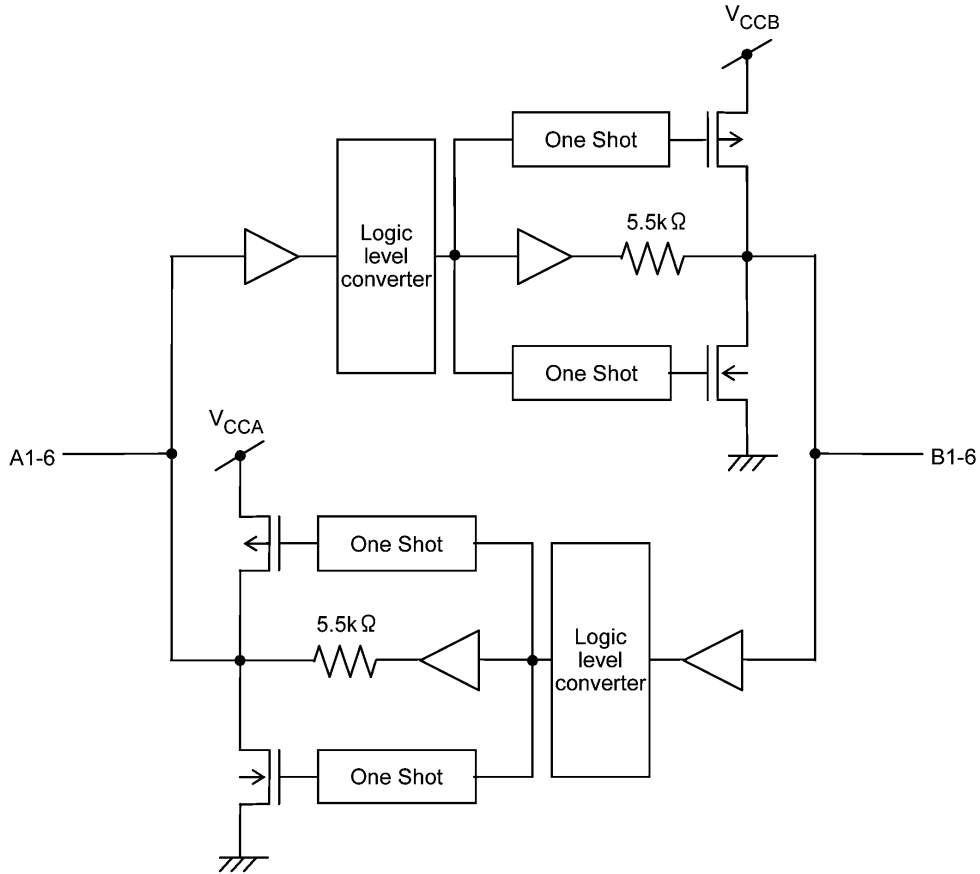 VCCB
One Shot
5.5kΩ
Logic
level
converter
One Shot
VCCA
A1-6
B1-6
One Shot
5.5kΩ
Logic
level
converter
One Shot